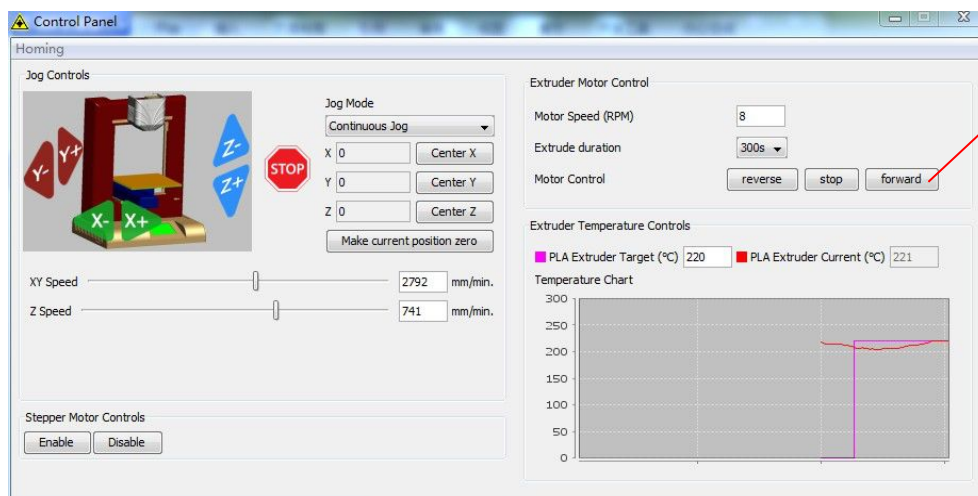 Control Panel
Homing
Jog Controls
Y-
Y+
Z-
Z+
X-
X+
STOP
Jog Mode
Continuous Jog
X 0 Center X
Y 0 Center Y
Z 0 Center Z
Make current position zero
XY Speed 2792 mm/min.
Z Speed 741 mm/min.
Stepper Motor Controls
Enable Disable
Extruder Motor Control
Motor Speed (RPM) 8
Extrude duration 300s
Motor Control reverse stop forward
Extruder Temperature Controls
PLA Extruder Target (°C) 220 PLA Extruder Current (°C) 221
Temperature Chart
300
250
200
150
100
50
0